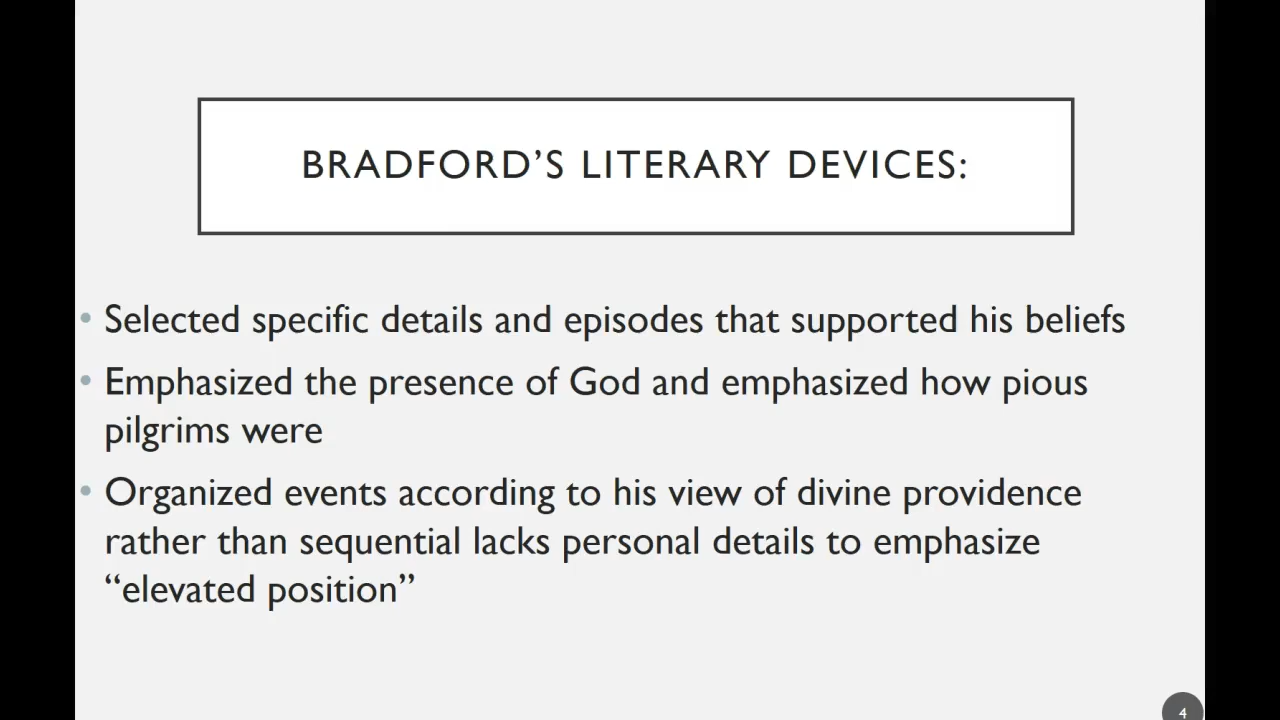 BRADFORD’S LITERARY DEVICES:
• Selected specific details and episodes that supported his beliefs
• Emphasized the presence of God and emphasized how pious
pilgrims were
• Organized events according to his view of divine providence
rather than sequential lacks personal details to emphasize
“elevated position”
4